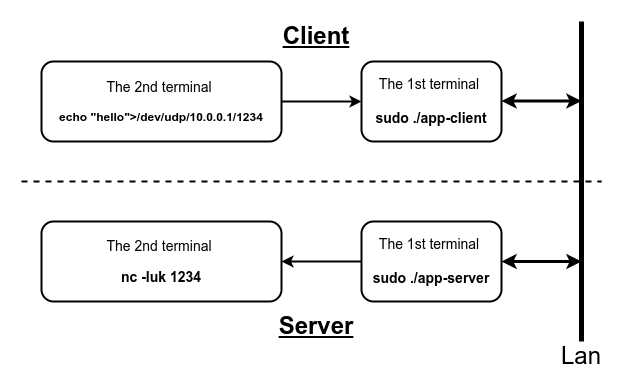 Client
The 2nd terminal
echo "hello">/dev/udp/10.0.0.1/1234
The 1st terminal
sudo ./app-client
The 2nd terminal
nc -luk 1234
The 1st terminal
sudo ./app-server
Server
Lan